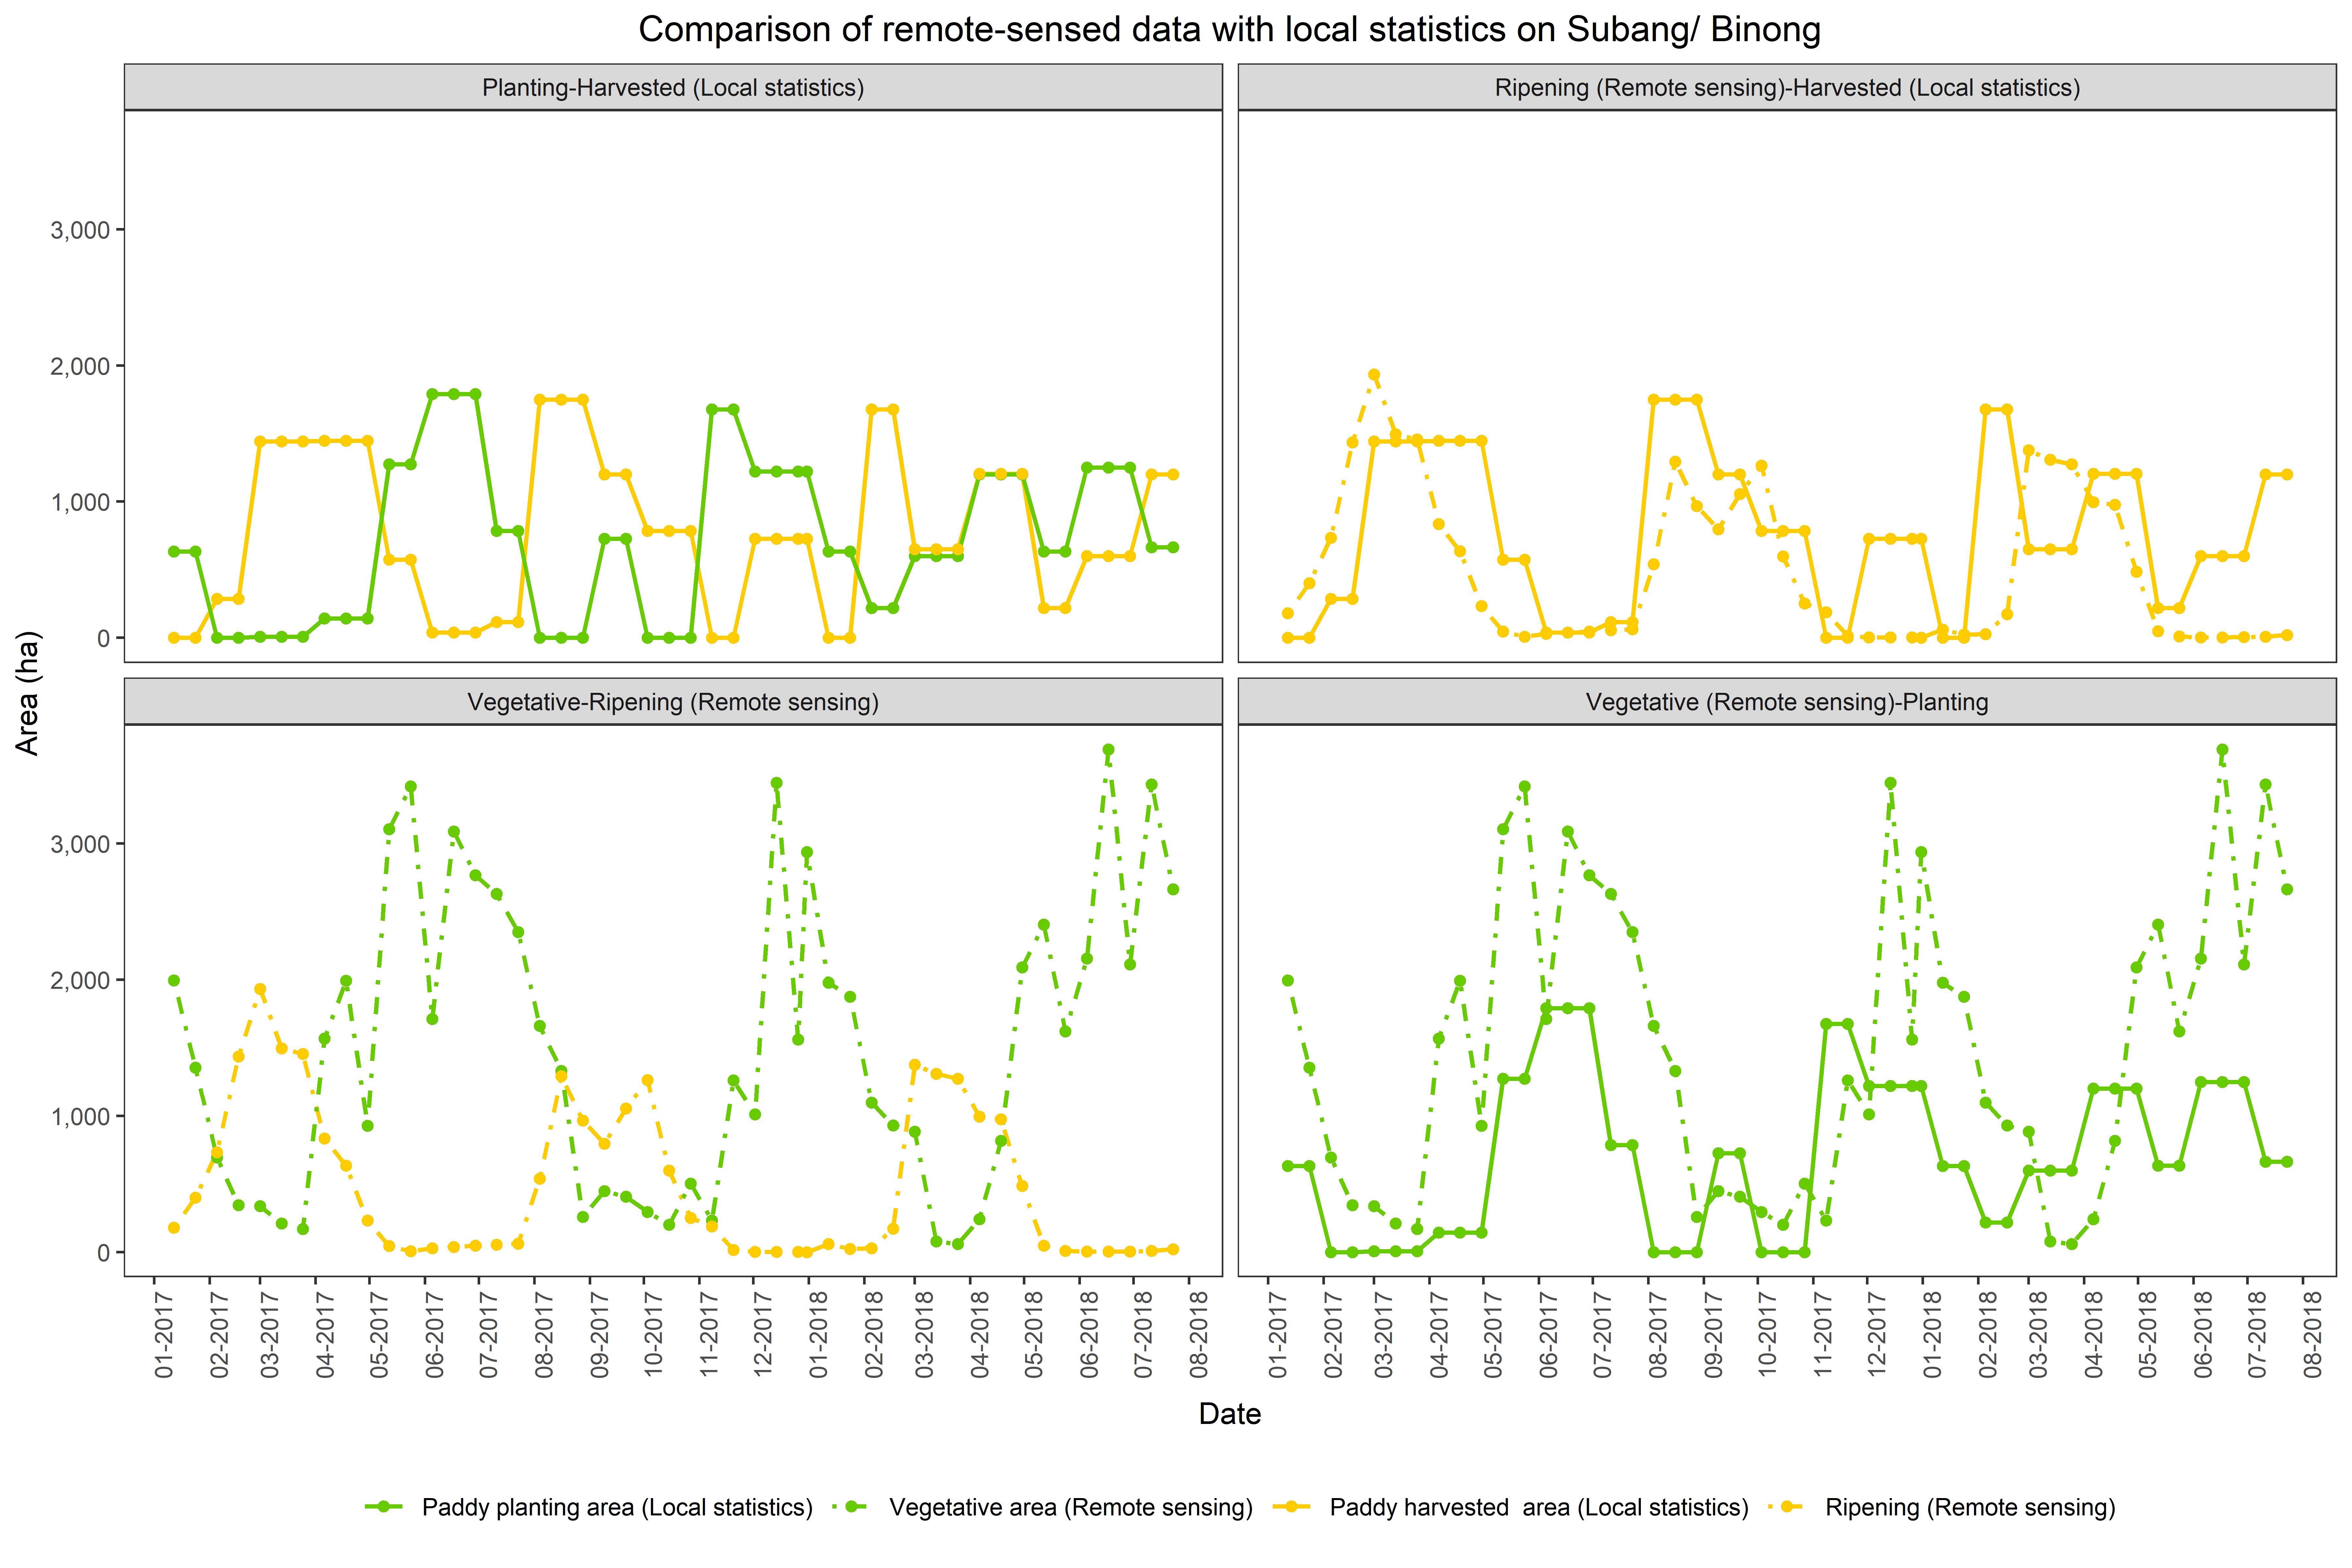 Comparison of remote-sensed data with local statistics on Subang/ Binong
Planting-Harvested (Local statistics)
Ripening (Remote sensing)-Harvested (Local statistics)
3,000
2,000
1,000
0
Vegetative-Ripening (Remote sensing)
Vegetative (Remote sensing)-Planting
3,000
2,000
1,000
0
Area (ha)
01-2017 02-2017 03-2017 04-2017 05-2017 06-2017 07-2017 08-2017 09-2017 10-2017 11-2017 12-2017 01-2018 02-2018 03-2018 04-2018 05-2018 06-2018 07-2018 08-2018
01-2017 02-2017 03-2017 04-2017 05-2017 06-2017 07-2017 08-2017 09-2017 10-2017 11-2017 12-2017 01-2018 02-2018 03-2018 04-2018 05-2018 06-2018 07-2018 08-2018
Date
Paddy planting area (Local statistics) Vegetative area (Remote sensing) Paddy harvested  area (Local statistics) Ripening (Remote sensing)